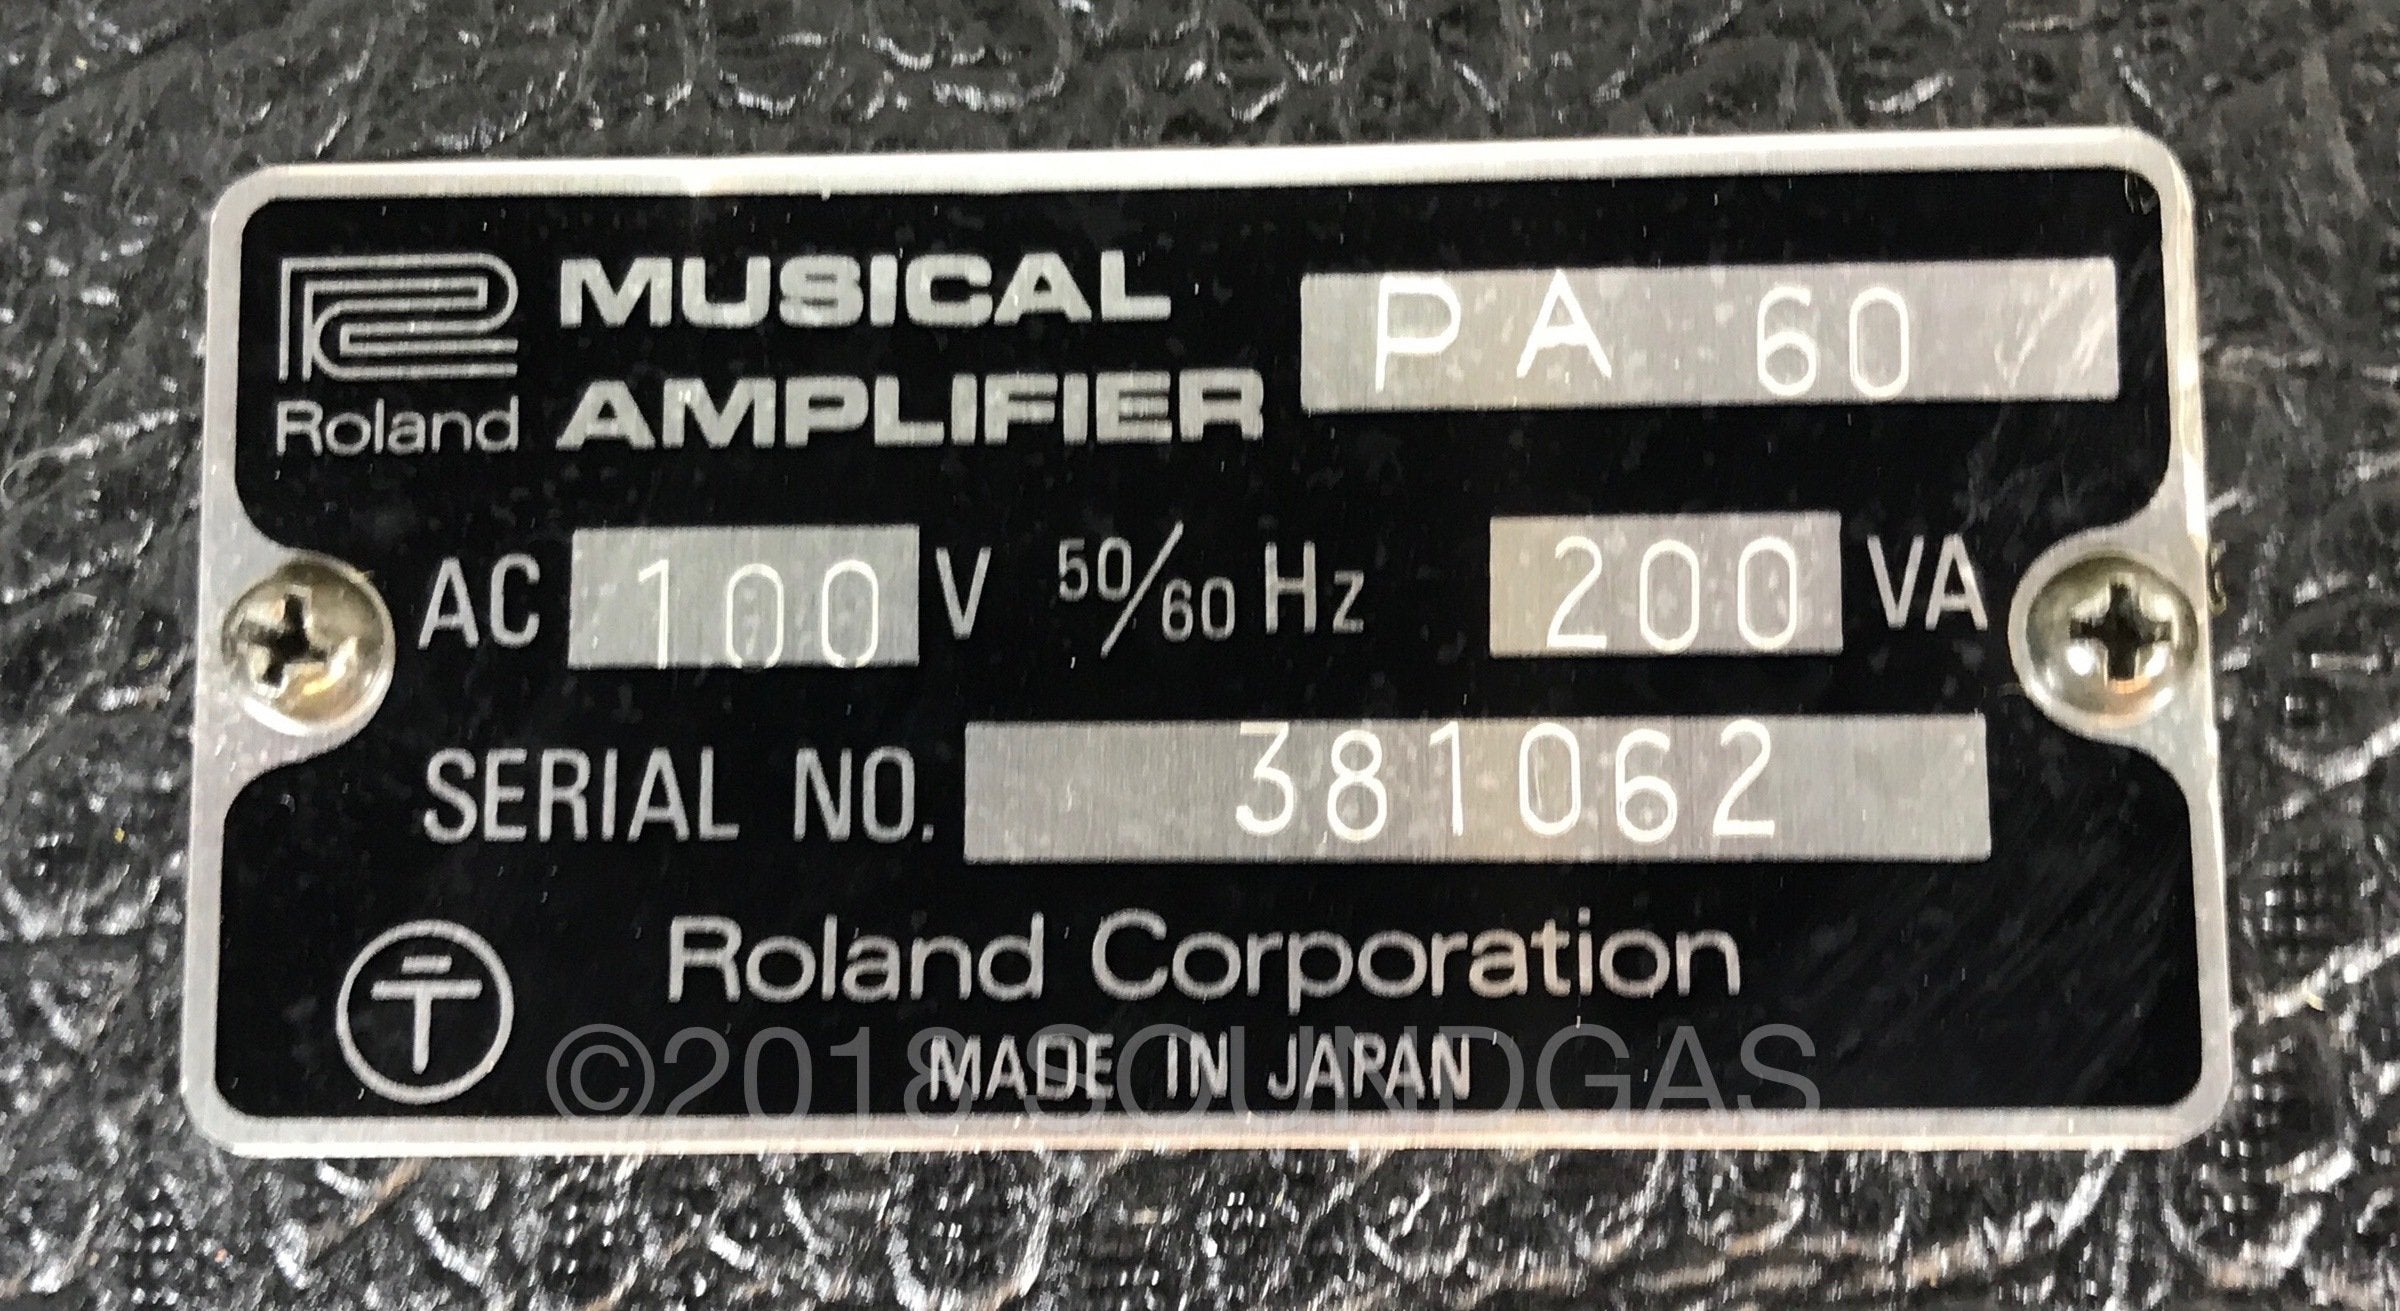 Roland
MUSICAL
AMPLIFIER
PA 60
AC 100 V 50/60 Hz 200 VA
SERIAL NO. 381062
Roland Corporation
MADE IN JAPAN
©2018 SOUNDGAS